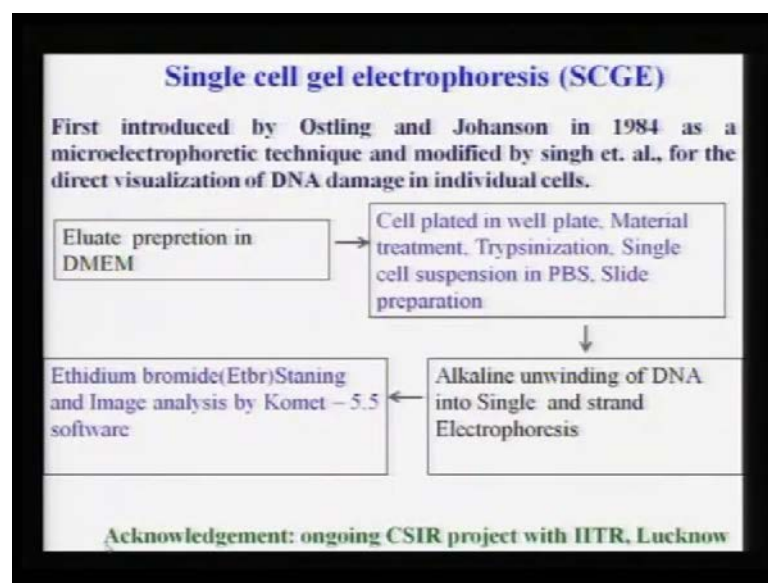 Single cell gel electrophoresis (SCGE)
First introduced by Ostling and Johanson in 1984 as a
microelectrophoretic technique and modified by singh et. al., for the
direct visualization of DNA damage in individual cells.
Eluate prepretion in
DMEM
Cell plated in well plate, Material
treatment, Trypsinization, Single
cell suspension in PBS, Slide
preparation
Alkaline unwinding of DNA
into Single and strand
Electrophoresis
Ethidium bromide(Etbr)Staning
and Image analysis by Komet – 5.5
software
Acknowledgement: ongoing CSIR project with IITR, Lucknow